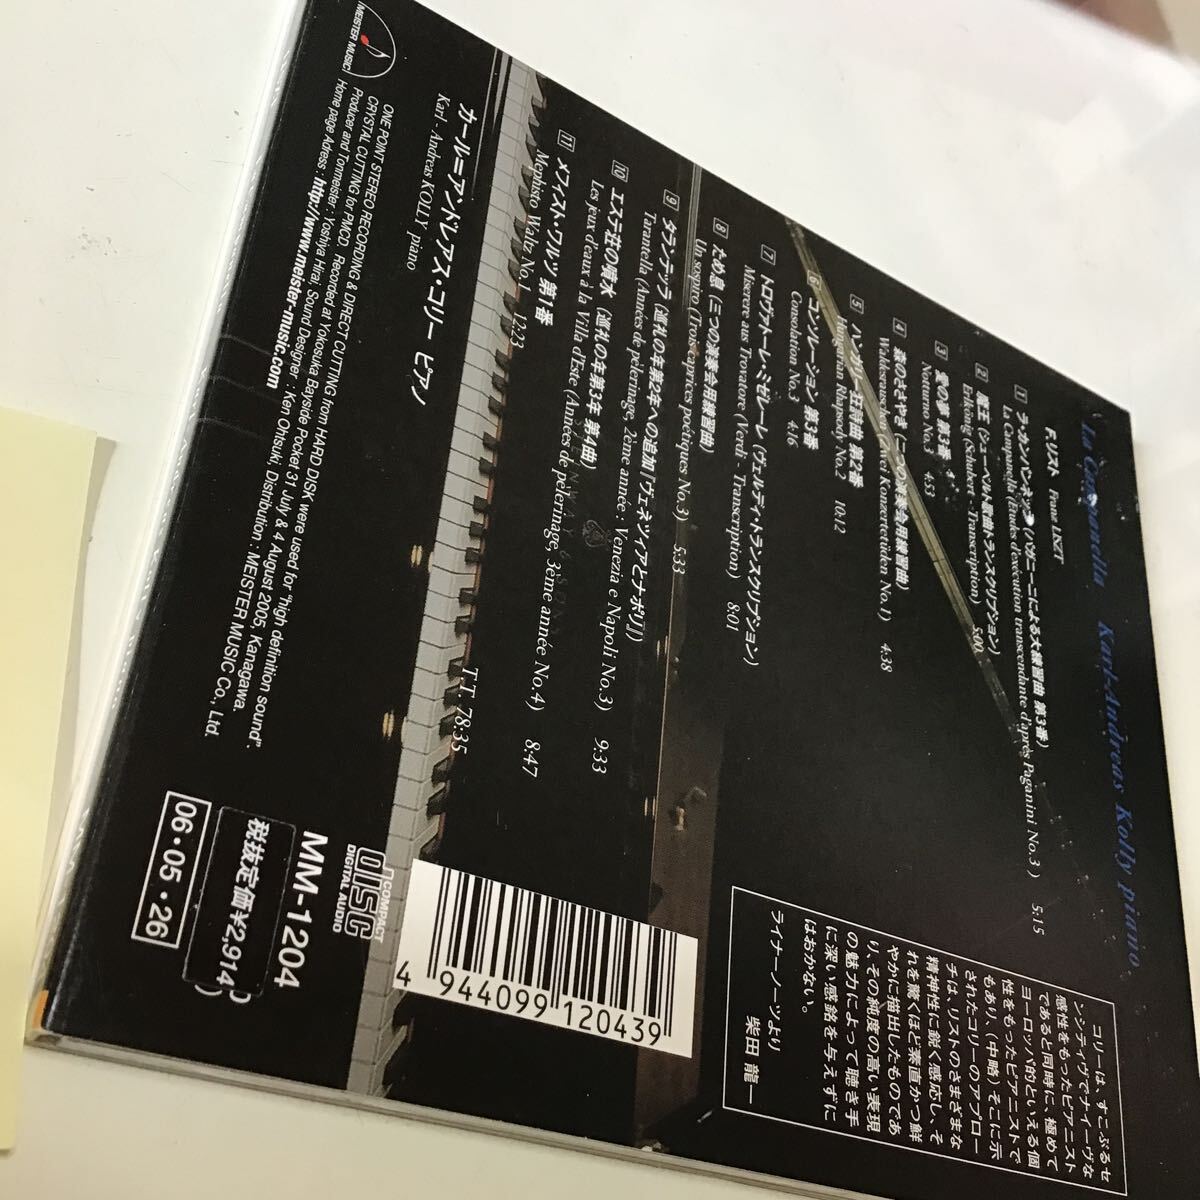 La Campanella Karl-Andreas Kolly piano
F.リスト Franz LISZT
1 ラ・カンパネラ (パガニーニによる大練習曲 第3番)
La Campanella (Etudes d'exécution transcendante d'après Paganini No.3) 5:15
2 魔王 (シューベルト歌曲トランスクリプション)
Erlkönig (Schubert -Transcription) 5:00
3 愛の夢 第3番
Notturno No.3 4:53
4 森のささやき (二つの演奏会用練習曲)
Waldesrauschen (Zwei Konzertetüden No.1) 4:38
5 ハンガリー狂詩曲 第2番
Hungarian Rhapsody No.2 10:12
6 コンソレーション 第3番
Consolation No.3 4:16
7 トロヴァトーレ・ミゼレーレ (ヴェルディ・トランスクリプション)
Miserere aus Trovatore (Verdi - Transcription) 8:01
8 ため息 (三つの演奏会用練習曲)
Un sospiro (Trois caprices poétiques No.3) 5:33
9 タランテラ (巡礼の年第2年への追加「ヴェネツィアとナポリ」)
Tarantella (Années de pèlerinage, 2ème année. Venezia e Napoli No.3) 9:33
10 エステ荘の噴水 (巡礼の年第3年 第4曲)
Les jeux d'eaux à la Villa d'Este (Années de pèlerinage, 3ème année No.4) 8:47
11 メフィスト・ワルツ 第1番
Mephisto Waltz No.1 12:23
T.T. 78:35
カール=アンドレアス・コリー ピアノ
Karl - Andreas KOLLY piano
コリーは、すこぶるセ
ンシティヴでナイーヴな
感性をもったピアニスト
であると同時に、極めて
ヨーロッパ的といえる個
性をもったピアニストで
もあり、(中略)そこに示
されたコリーのアプロー
チは、リストのさまざまな
精神性に鋭く感応し、そ
れを驚くほど素直かつ鮮
やかに描出したものであ
り、その純度の高い表現
の魅力によって聴き手
に深い感銘を与えずに
はおかない。
柴田 龍一
ライナーノーツより
MEISTER MUSIC
ONE POINT STEREO RECORDING & DIRECT CUTTING from HARD DISK were used for "high definition sound".
CRYSTAL CUTTING for PMCD. Recorded at Yokosuka Bayside Pocket 31 July & 4 August 2005, Kanagawa.
Producer and Tonmeister : Toshiya Hirai, Sound Designer : Ken Ohtsuki, Distribution : MEISTER MUSIC Co., Ltd.
Home page Adress : http://www.meister-music.com
COMPACT
disc
DIGITAL AUDIO
MM-1204
税抜定価¥2,914
06・05・26
4 944099 120439